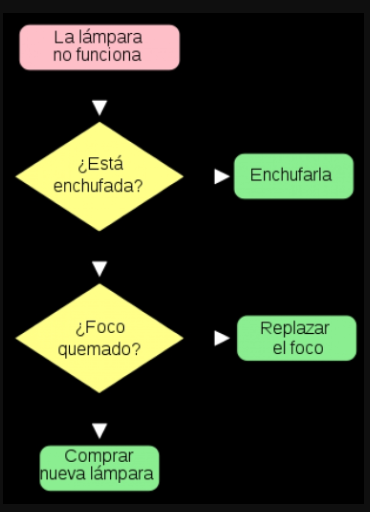 La lámpara
no funciona
¿Está
enchufada?
Enchufarla
¿Foco
quemado?
Replazar
el foco
Comprar
nueva lámpara